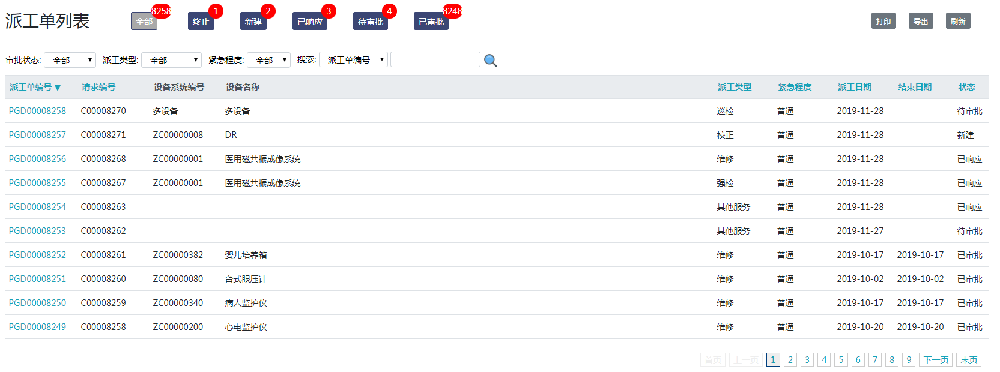 派工单列表 全部 8258 终止 1 新建 2 已响应 3 待审批 4 已审批 8248 打印 导出 刷新
审批状态: 全部 ▼ 派工类型: 全部 ▼ 紧急程度: 全部 ▼ 搜索: 派工单编号 ▼
派工单编号▼ 请求编号 设备系统编号 设备名称 派工类型 紧急程度 派工日期 结束日期 状态
PGD00008258 C00008270 多设备 多设备 巡检 普通 2019-11-28 待审批
PGD00008257 C00008271 ZC00000008 DR 校正 普通 2019-11-28 新建
PGD00008256 C00008268 ZC00000001 医用磁共振成像系统 维修 普通 2019-11-28 已响应
PGD00008255 C00008267 ZC00000001 医用磁共振成像系统 强检 普通 2019-11-28 已响应
PGD00008254 C00008263 其他服务 普通 2019-11-28 已响应
PGD00008253 C00008262 其他服务 普通 2019-11-27 待审批
PGD00008252 C00008261 ZC00000382 婴儿培养箱 维修 普通 2019-10-17 2019-10-17 已审批
PGD00008251 C00008260 ZC00000080 台式眼压计 维修 普通 2019-10-02 2019-10-02 已审批
PGD00008250 C00008259 ZC00000340 病人监护仪 维修 普通 2019-10-17 2019-10-17 已审批
PGD00008249 C00008258 ZC00000200 心电监护仪 维修 普通 2019-10-20 2019-10-20 已审批
首页 上一页 1 2 3 4 5 6 7 8 9 下一页 末页